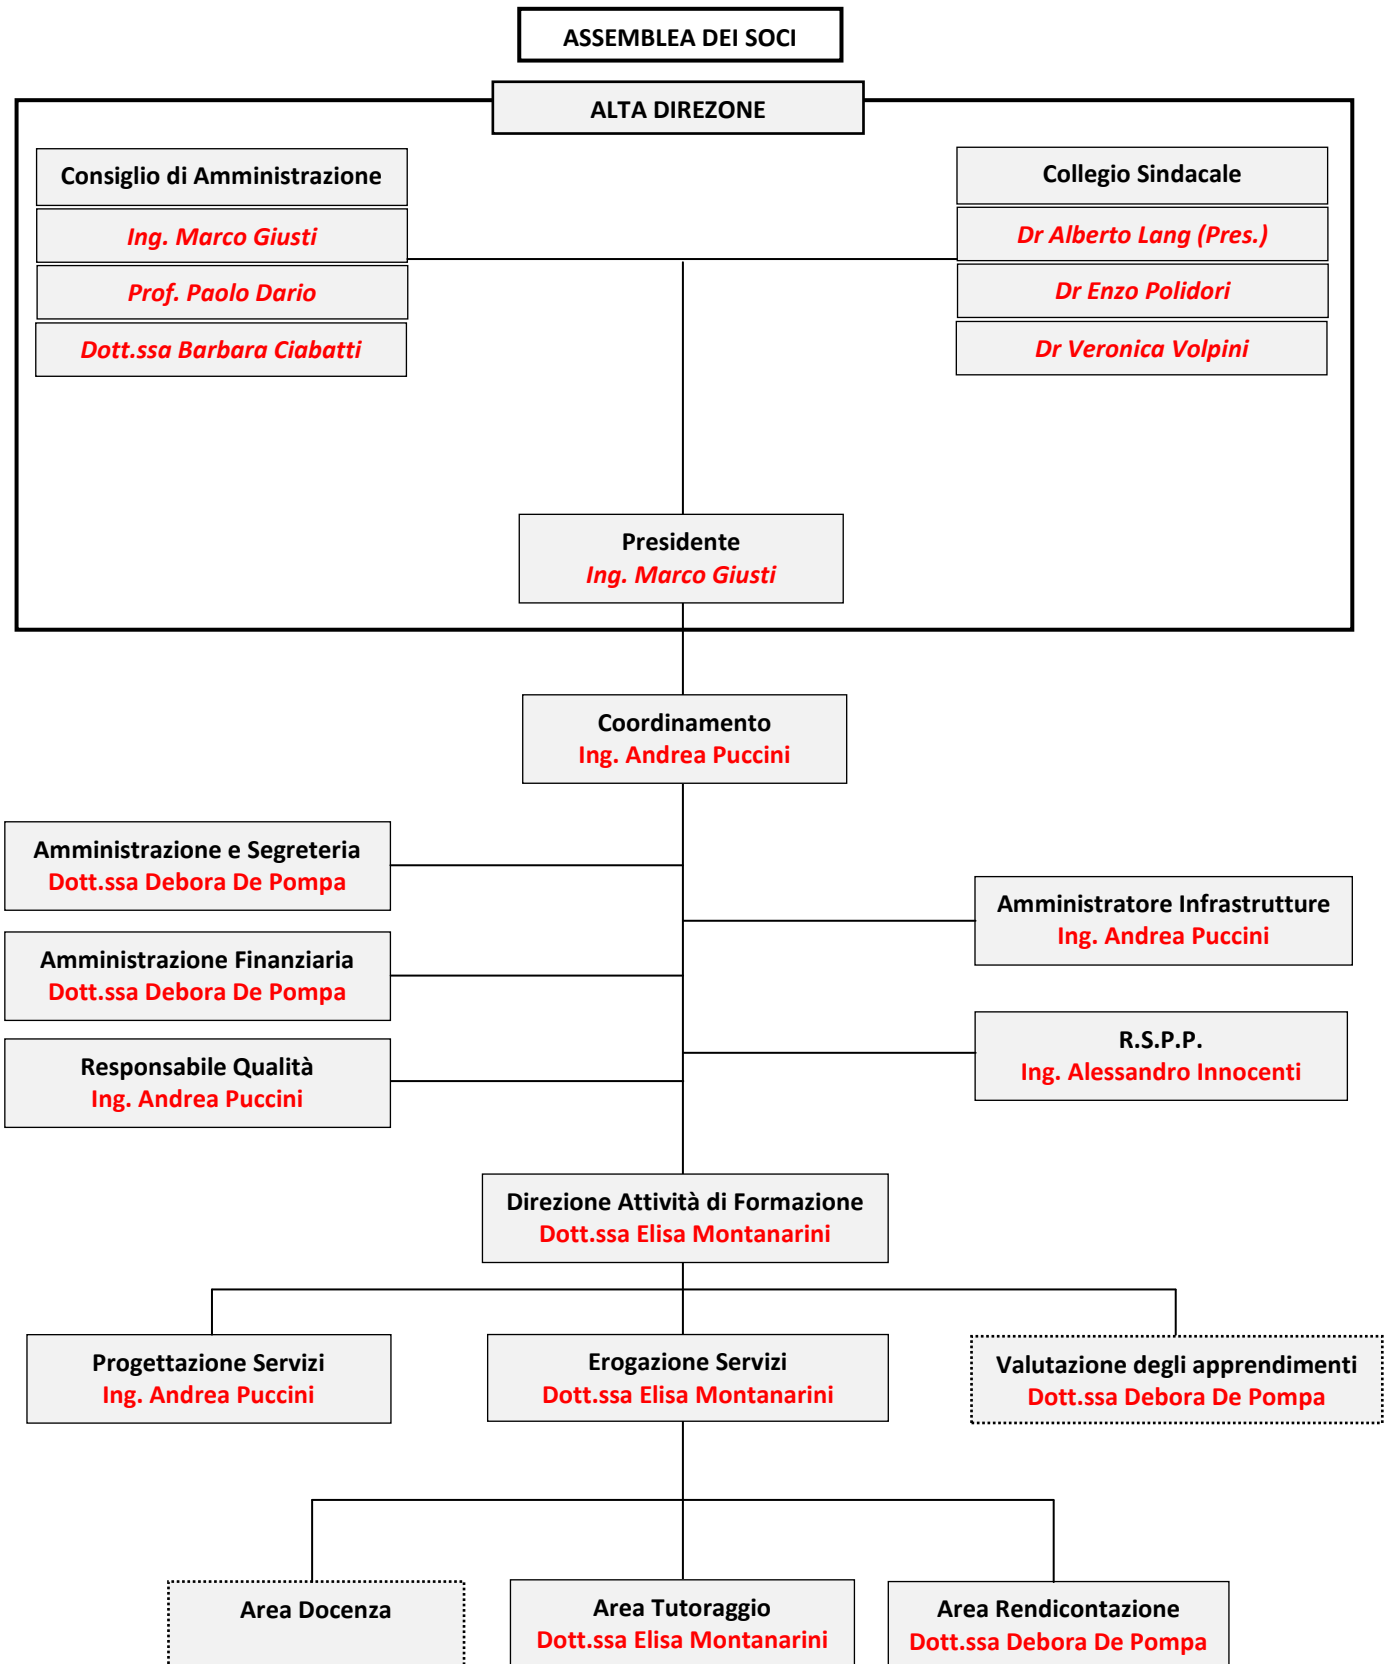 ASSEMBLEA DEI SOCI
ALTA DIREZONE
Consiglio di Amministrazione
Ing. Marco Giusti
Prof. Paolo Dario
Dott.ssa Barbara Ciabatti
Collegio Sindacale
Dr Alberto Lang (Pres.)
Dr Enzo Polidori
Dr Veronica Volpini
Presidente
Ing. Marco Giusti
Coordinamento
Ing. Andrea Puccini
Amministrazione e Segreteria
Dott.ssa Debora De Pompa
Amministratore Infrastrutture
Ing. Andrea Puccini
Amministrazione Finanziaria
Dott.ssa Debora De Pompa
R.S.P.P.
Ing. Alessandro Innocenti
Responsabile Qualità
Ing. Andrea Puccini
Direzione Attività di Formazione
Dott.ssa Elisa Montanarini
Progettazione Servizi
Ing. Andrea Puccini
Erogazione Servizi
Dott.ssa Elisa Montanarini
Valutazione degli apprendimenti
Dott.ssa Debora De Pompa
Area Docenza
Area Tutoraggio
Dott.ssa Elisa Montanarini
Area Rendicontazione
Dott.ssa Debora De Pompa